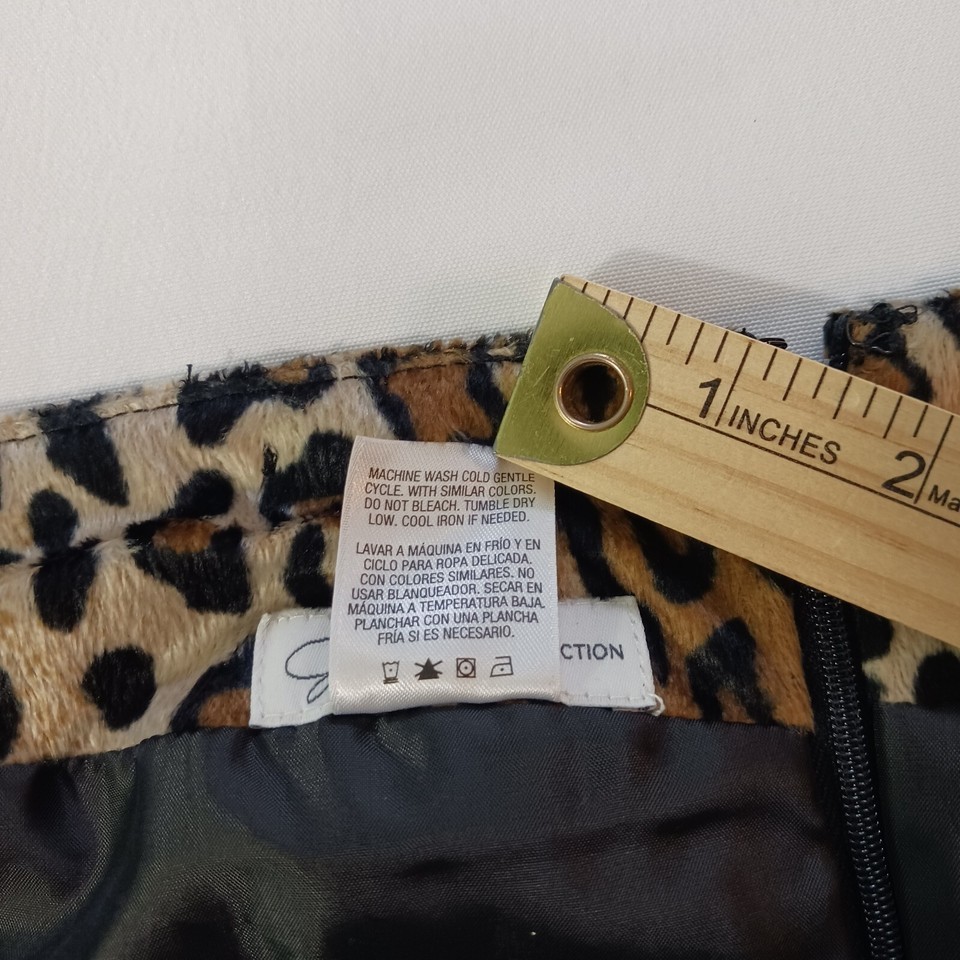 MACHINE WASH COLD GENTLE
CYCLE. WITH SIMILAR COLORS.
DO NOT BLEACH. TUMBLE DRY
LOW. COOL IRON IF NEEDED.
LAVAR A MÁQUINA EN FRÍO Y EN
CICLO PARA ROPA DELICADA.
CON COLORES SIMILARES. NO
USAR BLANQUEADOR. SECAR EN
MÁQUINA A TEMPERATURA BAJA.
PLANCHAR CON UNA PLANCHA
FRÍA SI ES NECESARIO.
CTION
1 INCHES 2 Ma